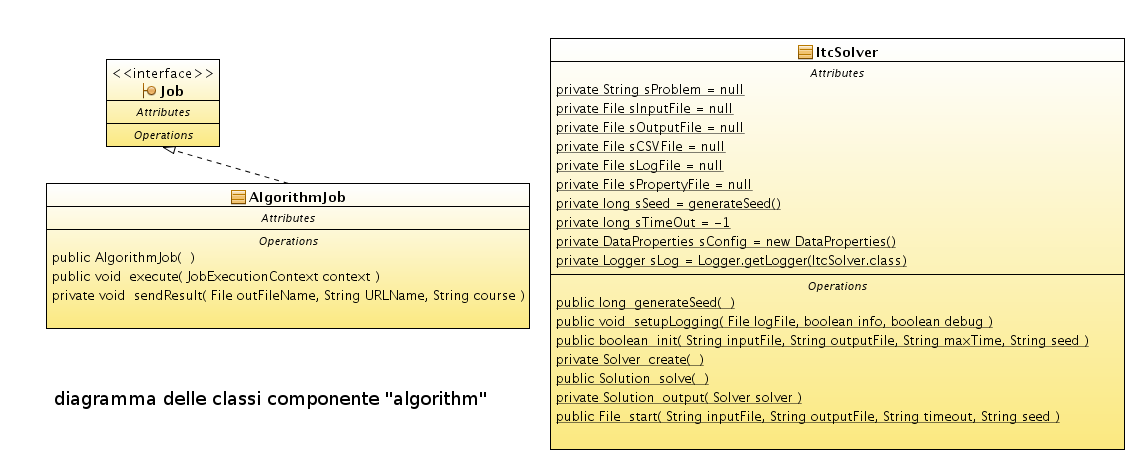 <<interface>>
Job
Attributes
Operations
AlgorithmJob
Attributes
Operations
public AlgorithmJob( )
public void execute( JobExecutionContext context )
private void sendResult( File outFileName, String URLName, String course )
diagramma delle classi componente "algorithm"
ItcSolver
Attributes
private String sProblem = null
private File sInputFile = null
private File sOutputFile = null
private File sCSVFile = null
private File sLogFile = null
private File sPropertyFile = null
private long sSeed = generateSeed()
private long sTimeOut = -1
private DataProperties sConfig = new DataProperties()
private Logger sLog = Logger.getLogger(ItcSolver.class)
Operations
public long generateSeed( )
public void setupLogging( File logFile, boolean info, boolean debug )
public boolean init( String inputFile, String outputFile, String maxTime, String seed )
private Solver create( )
public Solution solve( )
private Solution output( Solver solver )
public File start( String inputFile, String outputFile, String timeout, String seed )